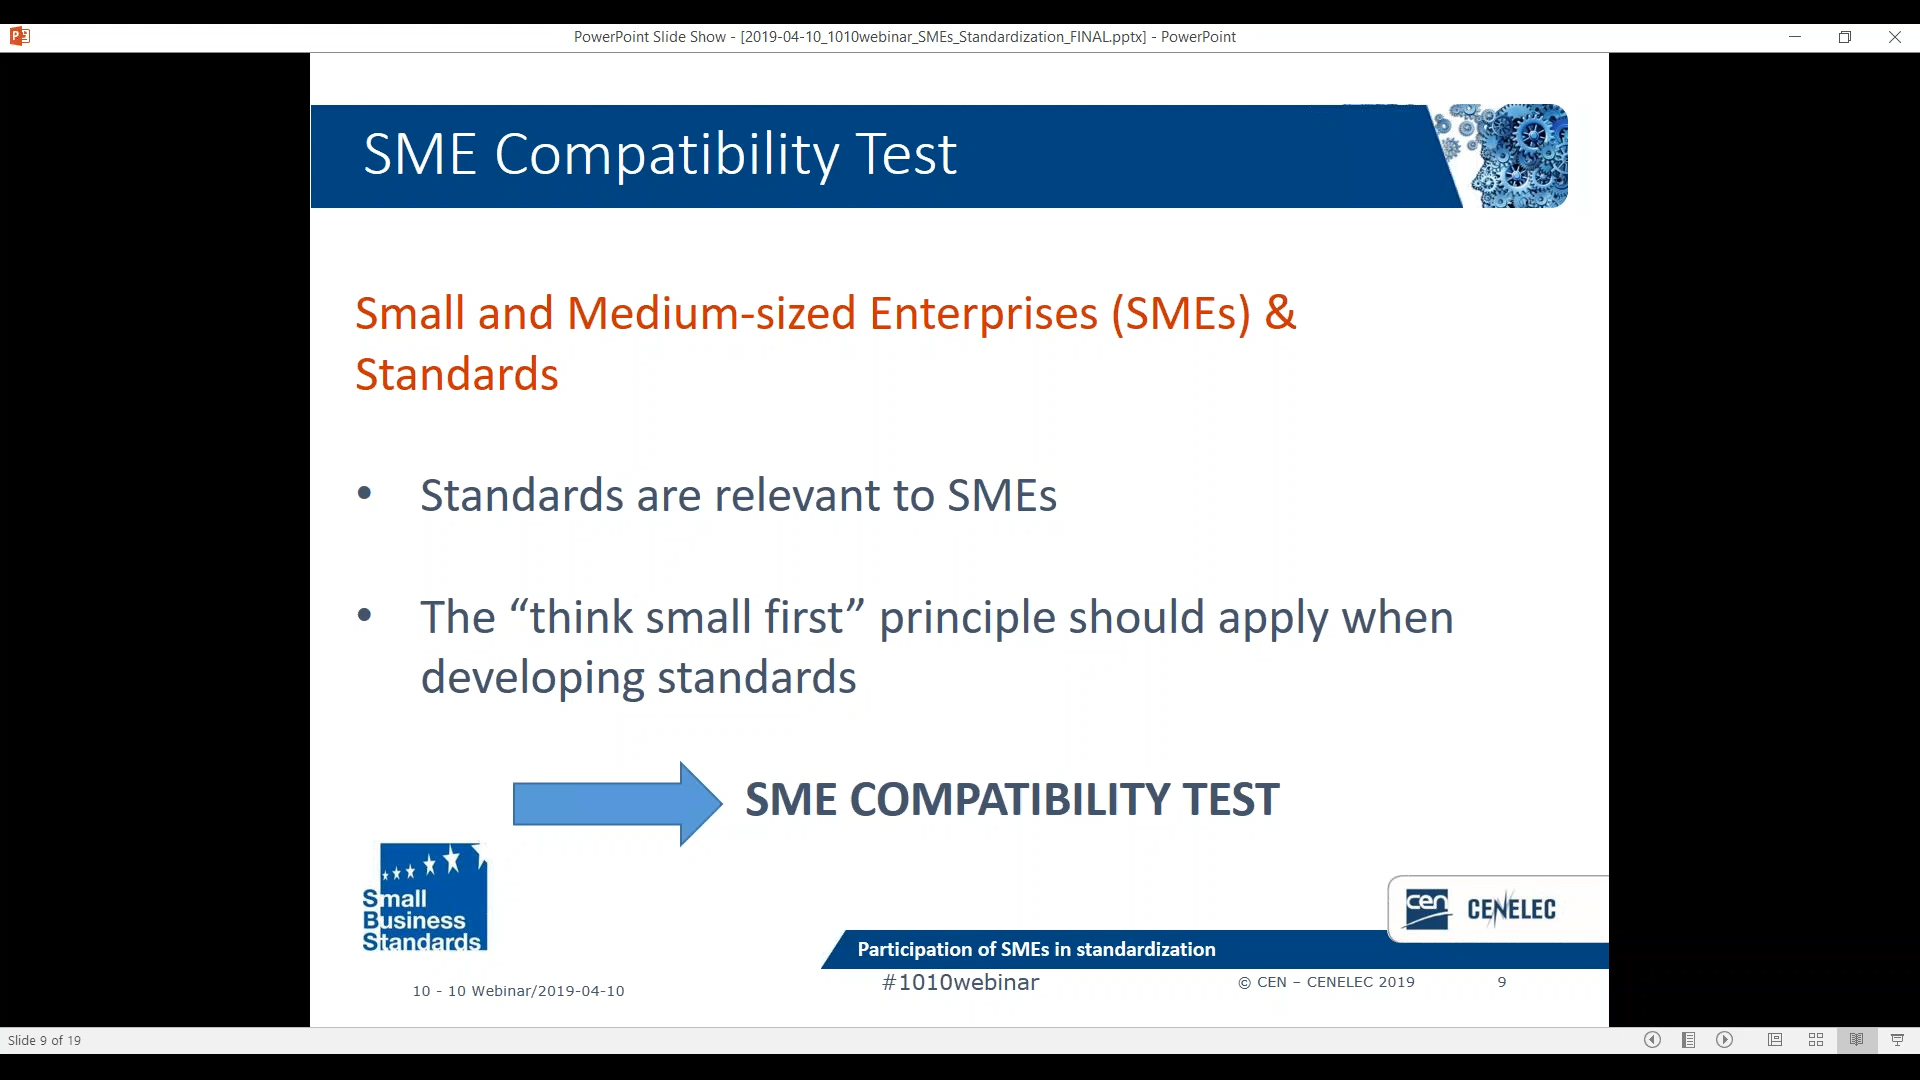 PowerPoint Slide Show - [2019-04-10_1010webinar_SMEs_Standardization_FINAL.pptx] - PowerPoint
SME Compatibility Test
Small and Medium-sized Enterprises (SMEs) &
Standards
• Standards are relevant to SMEs
• The “think small first” principle should apply when
developing standards
SME COMPATIBILITY TEST
Small
Business
Standards
cen
CENELEC
Participation of SMEs in standardization
10 - 10 Webinar/2019-04-10
#1010webinar
© CEN – CENELEC 2019
9
Slide 9 of 19